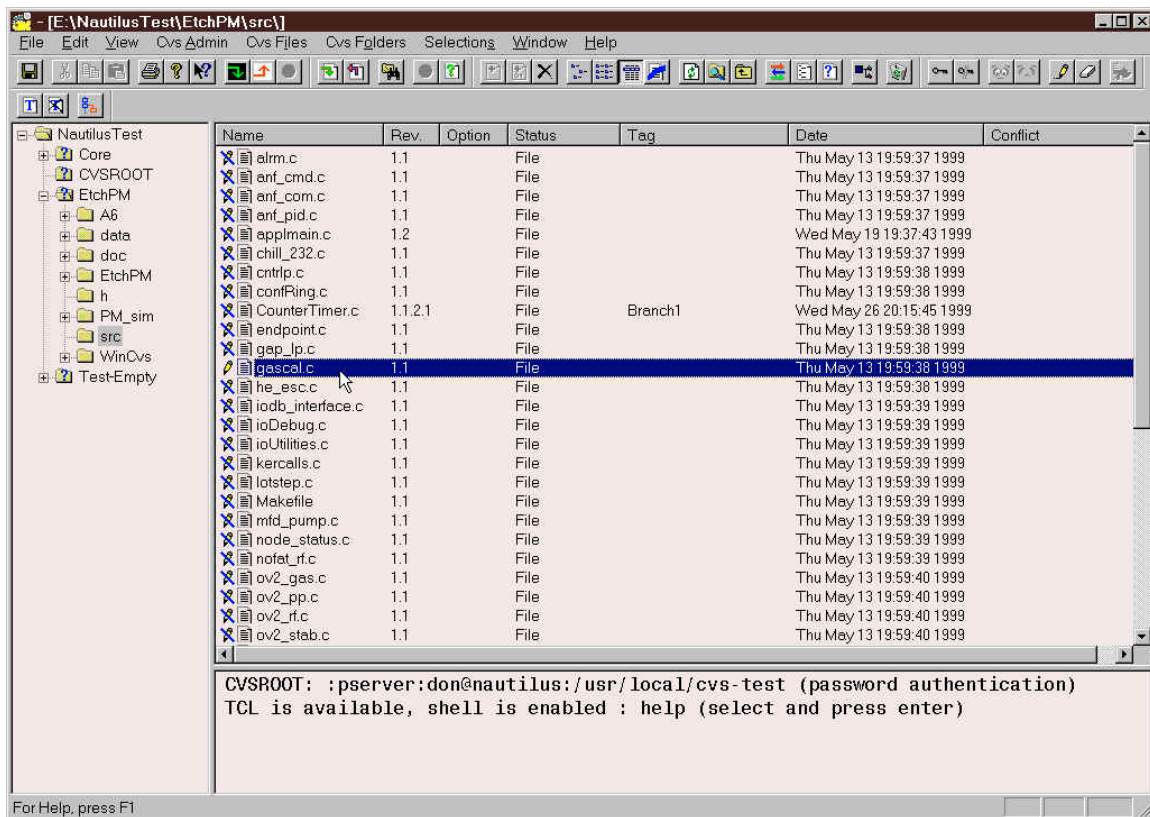 - [E:\NautilusTest\EtchPM\src\]
File Edit View Cvs Admin Cvs Files Cvs Folders Selections Window Help
NautilusTest
Core
CVSROOT
EtchPM
A6
data
doc
EtchPM
h
PM_sim
src
WinCvs
Test-Empty
Name Rev. Option Status Tag Date Conflict
alrm.c 1.1 File Thu May 13 19:59:37 1999
anf_cmd.c 1.1 File Thu May 13 19:59:37 1999
anf_com.c 1.1 File Thu May 13 19:59:37 1999
anf_pid.c 1.1 File Thu May 13 19:59:37 1999
applmain.c 1.2 File Wed May 19 19:37:43 1999
chill_232.c 1.1 File Thu May 13 19:59:37 1999
cntrlp.c 1.1 File Thu May 13 19:59:38 1999
confRing.c 1.1 File Thu May 13 19:59:38 1999
CounterTimer.c 1.1.2.1 File Branch1 Wed May 26 20:15:45 1999
endpoint.c 1.1 File Thu May 13 19:59:38 1999
gap_lp.c 1.1 File Thu May 13 19:59:38 1999
gascal.c 1.1 File Thu May 13 19:59:38 1999
he_esc.c 1.1 File Thu May 13 19:59:38 1999
iodb_interface.c 1.1 File Thu May 13 19:59:39 1999
ioDebug.c 1.1 File Thu May 13 19:59:39 1999
ioUtilities.c 1.1 File Thu May 13 19:59:39 1999
kercalls.c 1.1 File Thu May 13 19:59:39 1999
lotstep.c 1.1 File Thu May 13 19:59:39 1999
Makefile 1.1 File Thu May 13 19:59:39 1999
mfd_pump.c 1.1 File Thu May 13 19:59:39 1999
node_status.c 1.1 File Thu May 13 19:59:39 1999
nofat_rf.c 1.1 File Thu May 13 19:59:39 1999
ov2_gas.c 1.1 File Thu May 13 19:59:40 1999
ov2_pp.c 1.1 File Thu May 13 19:59:40 1999
ov2_rf.c 1.1 File Thu May 13 19:59:40 1999
ov2_stab.c 1.1 File Thu May 13 19:59:40 1999
CVSROOT: :pserver:don@nautilus:/usr/local/cvs-test (password authentication)
TCL is available, shell is enabled : help (select and press enter)
For Help, press F1